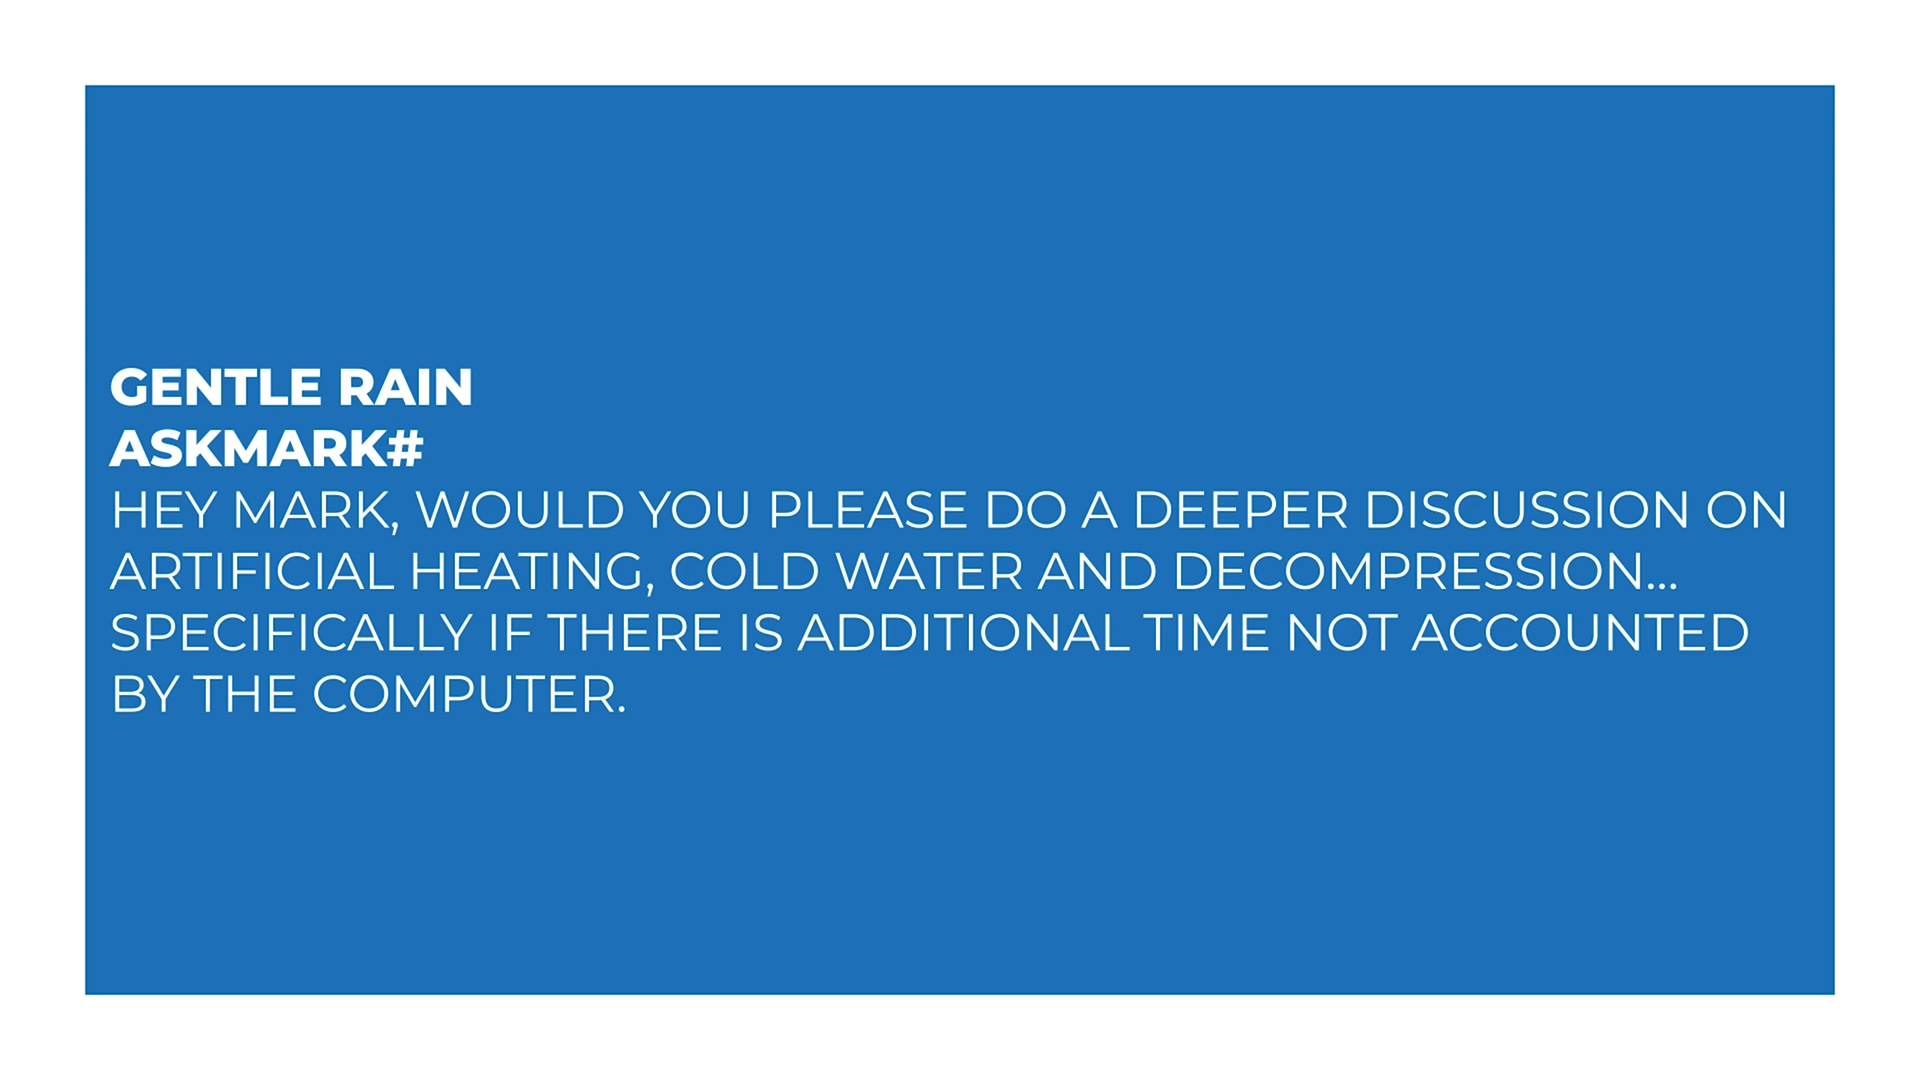 GENTLE RAIN
ASKMARK#
HEY MARK, WOULD YOU PLEASE DO A DEEPER DISCUSSION ON
ARTIFICIAL HEATING, COLD WATER AND DECOMPRESSION...
SPECIFICALLY IF THERE IS ADDITIONAL TIME NOT ACCOUNTED
BY THE COMPUTER.